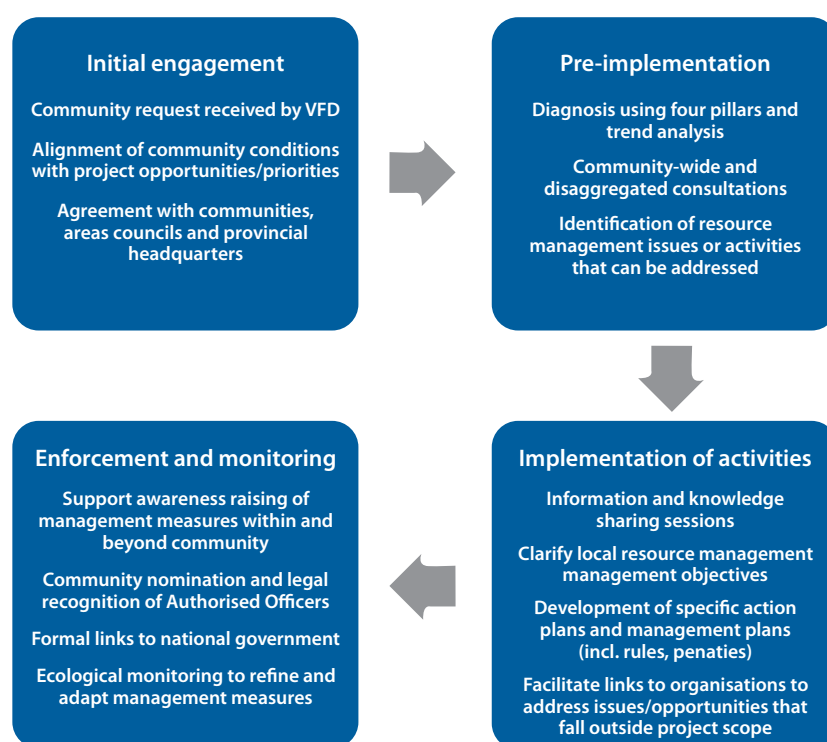 Initial engagement
Community request received by VFD
Alignment of community conditions
with project opportunities/priorities
Agreement with communities,
areas councils and provincial
headquarters
Pre-implementation
Diagnosis using four pillars and
trend analysis
Community-wide and
disaggregated consultations
Identification of resource
management issues or activities
that can be addressed
Implementation of activities
Information and knowledge
sharing sessions
Clarify local resource management
management objectives
Development of specific action
plans and management plans
(incl. rules, penaties)
Facilitate links to organisations to
address issues/opportunities that
fall outside project scope
Enforcement and monitoring
Support awareness raising of
management measures within and
beyond community
Community nomination and legal
recognition of Authorised Officers
Formal links to national government
Ecological monitoring to refine and
adapt management measures